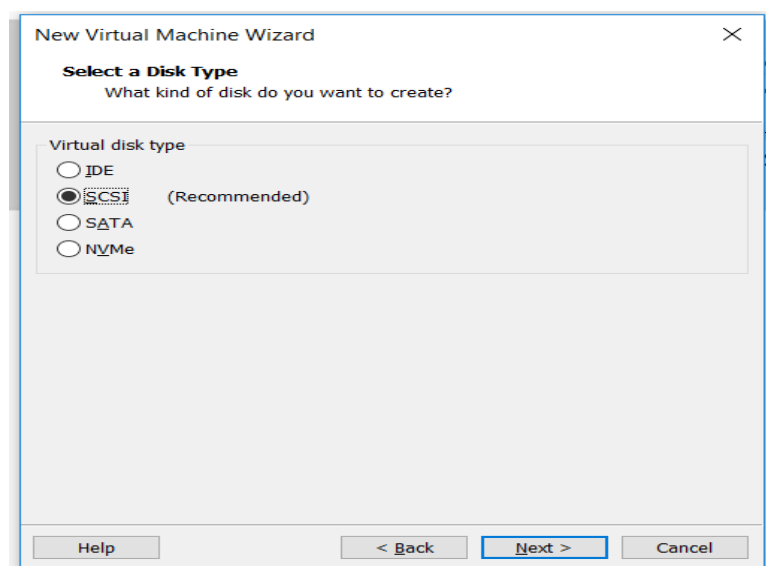 New Virtual Machine Wizard
Select a Disk Type
What kind of disk do you want to create?
Virtual disk type
IDE
SCSI (Recommended)
SATA
NVMe
Help < Back Next > Cancel